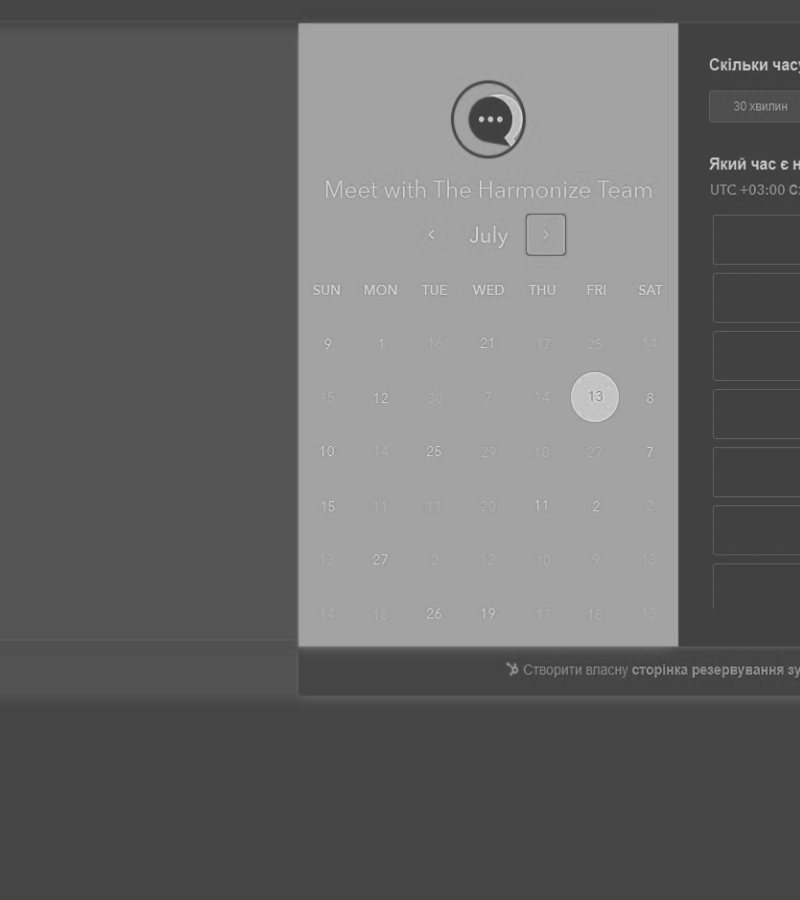 Meet with The Harmonize Team
July
SUN MON TUE WED THU FRI SAT
9 1 16 21 17 25 14
15 12 30 7 14 13 8
10 14 25 29 18 27 7
15 11 11 20 11 2 2
13 27 2 12 10 9 13
14 18 26 19 17 18 13
Скільки часу
30 хвилин
Який час є н
UTC +03:00
Створити власну сторінка резервування зу